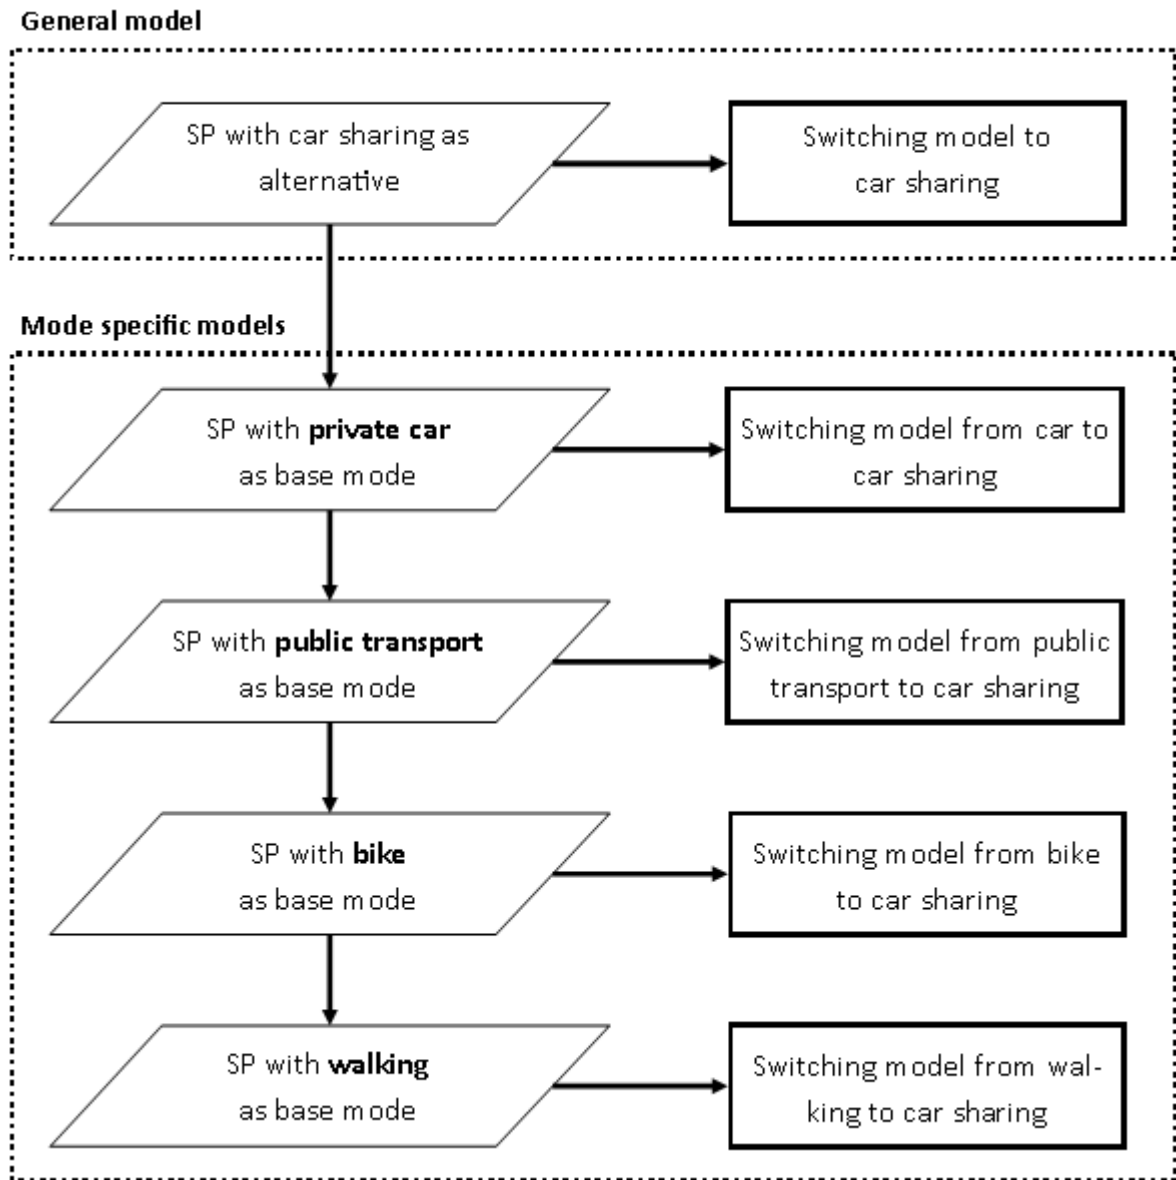 General model
SP with car sharing as
alternative
Switching model to
car sharing
Mode specific models
SP with private car
as base mode
Switching model from car to
car sharing
SP with public transport
as base mode
Switching model from public
transport to car sharing
SP with bike
as base mode
Switching model from bike
to car sharing
SP with walking
as base mode
Switching model from wal-
king to car sharing